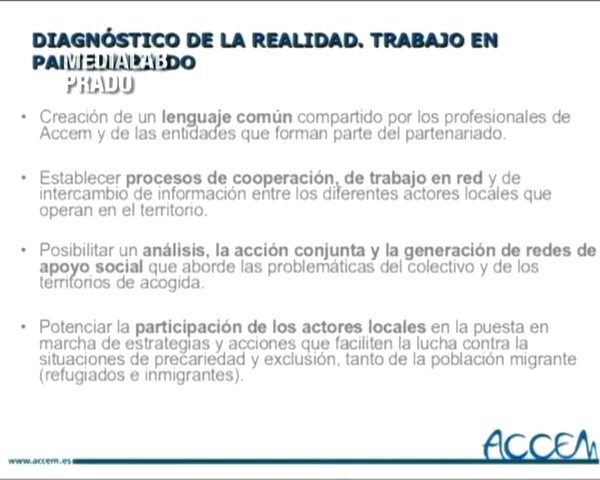 DIAGNÓSTICO DE LA REALIDAD. TRABAJO EN
MEDIALAB
PRADO
• Creación de un lenguaje común compartido por los profesionales de
Accem y de las entidades que forman parte del partenariado.
• Establecer procesos de cooperación, de trabajo en red y de
intercambio de información entre los diferentes actores locales que
operan en el territorio.
• Posibilitar un análisis, la acción conjunta y la generación de redes de
apoyo social que aborde las problemáticas del colectivo y de los
territorios de acogida.
• Potenciar la participación de los actores locales en la puesta en
marcha de estrategias y acciones que faciliten la lucha contra la
situaciones de precariedad y exclusión, tanto de la población migrante
(refugiados e inmigrantes).
ACCEM
www.accem.es